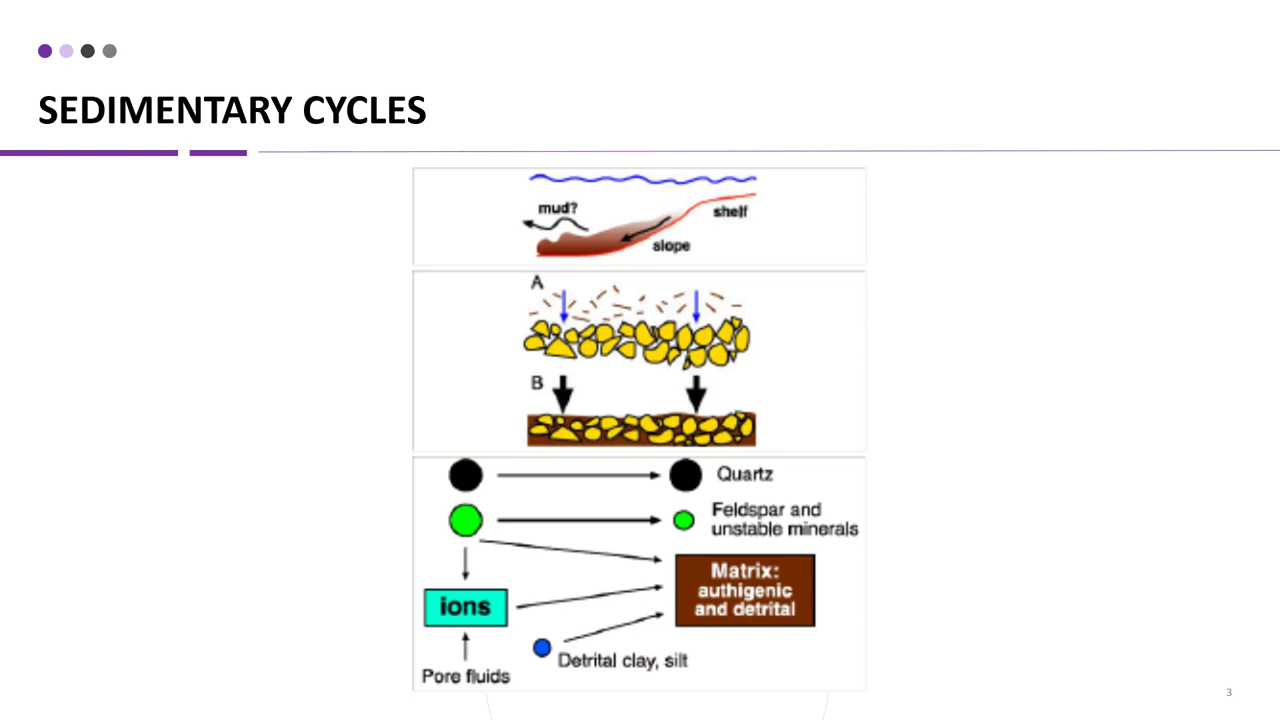 SEDIMENTARY CYCLES
mud?
shelf
slope
A
B
Quartz
Feldspar and
unstable minerals
Matrix:
authigenic
and detrital
ions
Detrital clay, silt
Pore fluids
3